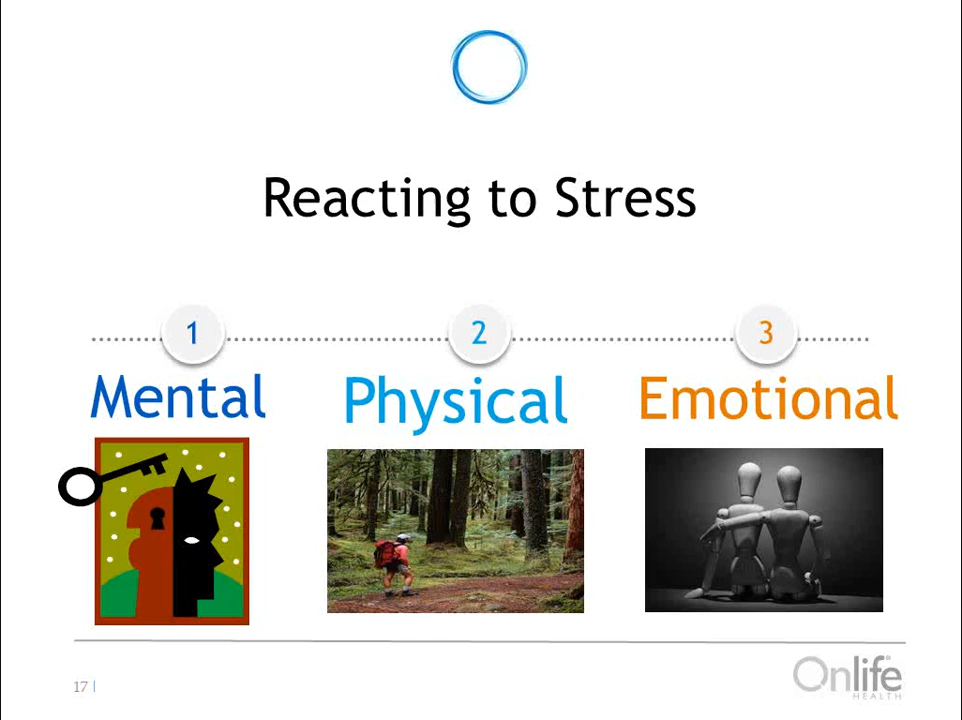 Reacting to Stress
1
2
3
Mental
Physical
Emotional
17 |
Onlife
HEALTH